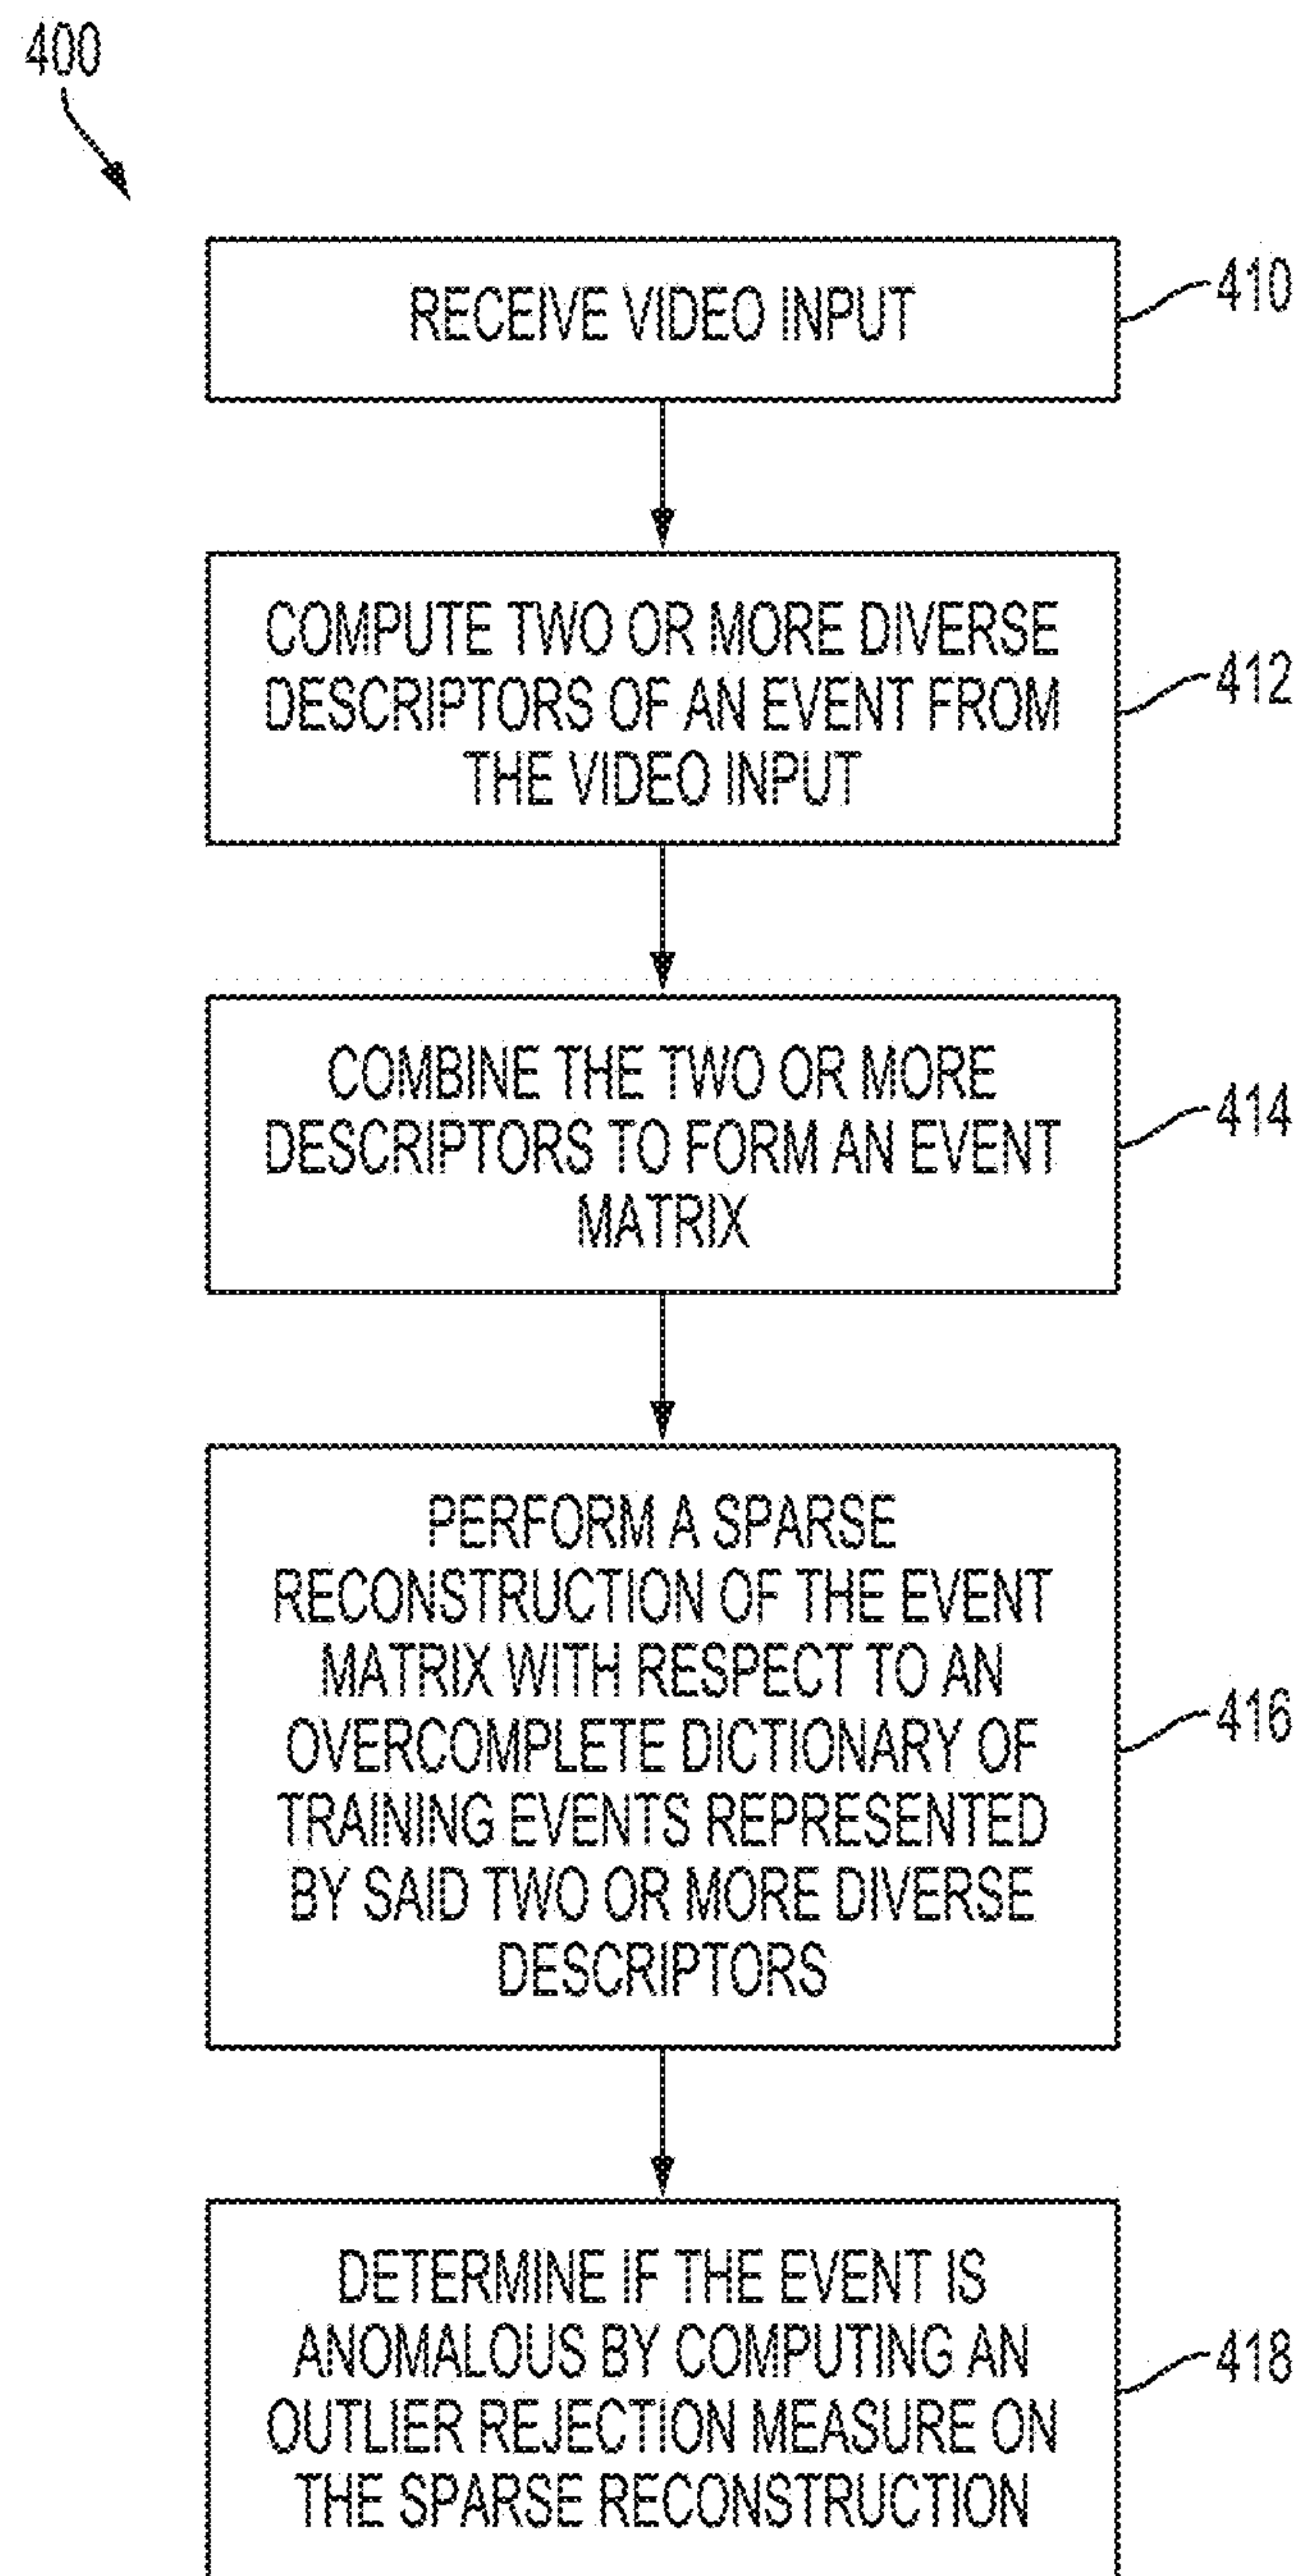 400
RECEIVE VIDEO INPUT
410
COMPUTE TWO OR MORE DIVERSE
DESCRIPTORS OF AN EVENT FROM
THE VIDEO INPUT
412
COMBINE THE TWO OR MORE
DESCRIPTORS TO FORM AN EVENT
MATRIX
414
PERFORM A SPARSE
RECONSTRUCTION OF THE EVENT
MATRIX WITH RESPECT TO AN
OVERCOMPLETE DICTIONARY OF
TRAINING EVENTS REPRESENTED
BY SAID TWO OR MORE DIVERSE
DESCRIPTORS
416
DETERMINE IF THE EVENT IS
ANOMALOUS BY COMPUTING AN
OUTLIER REJECTION MEASURE ON
THE SPARSE RECONSTRUCTION
418